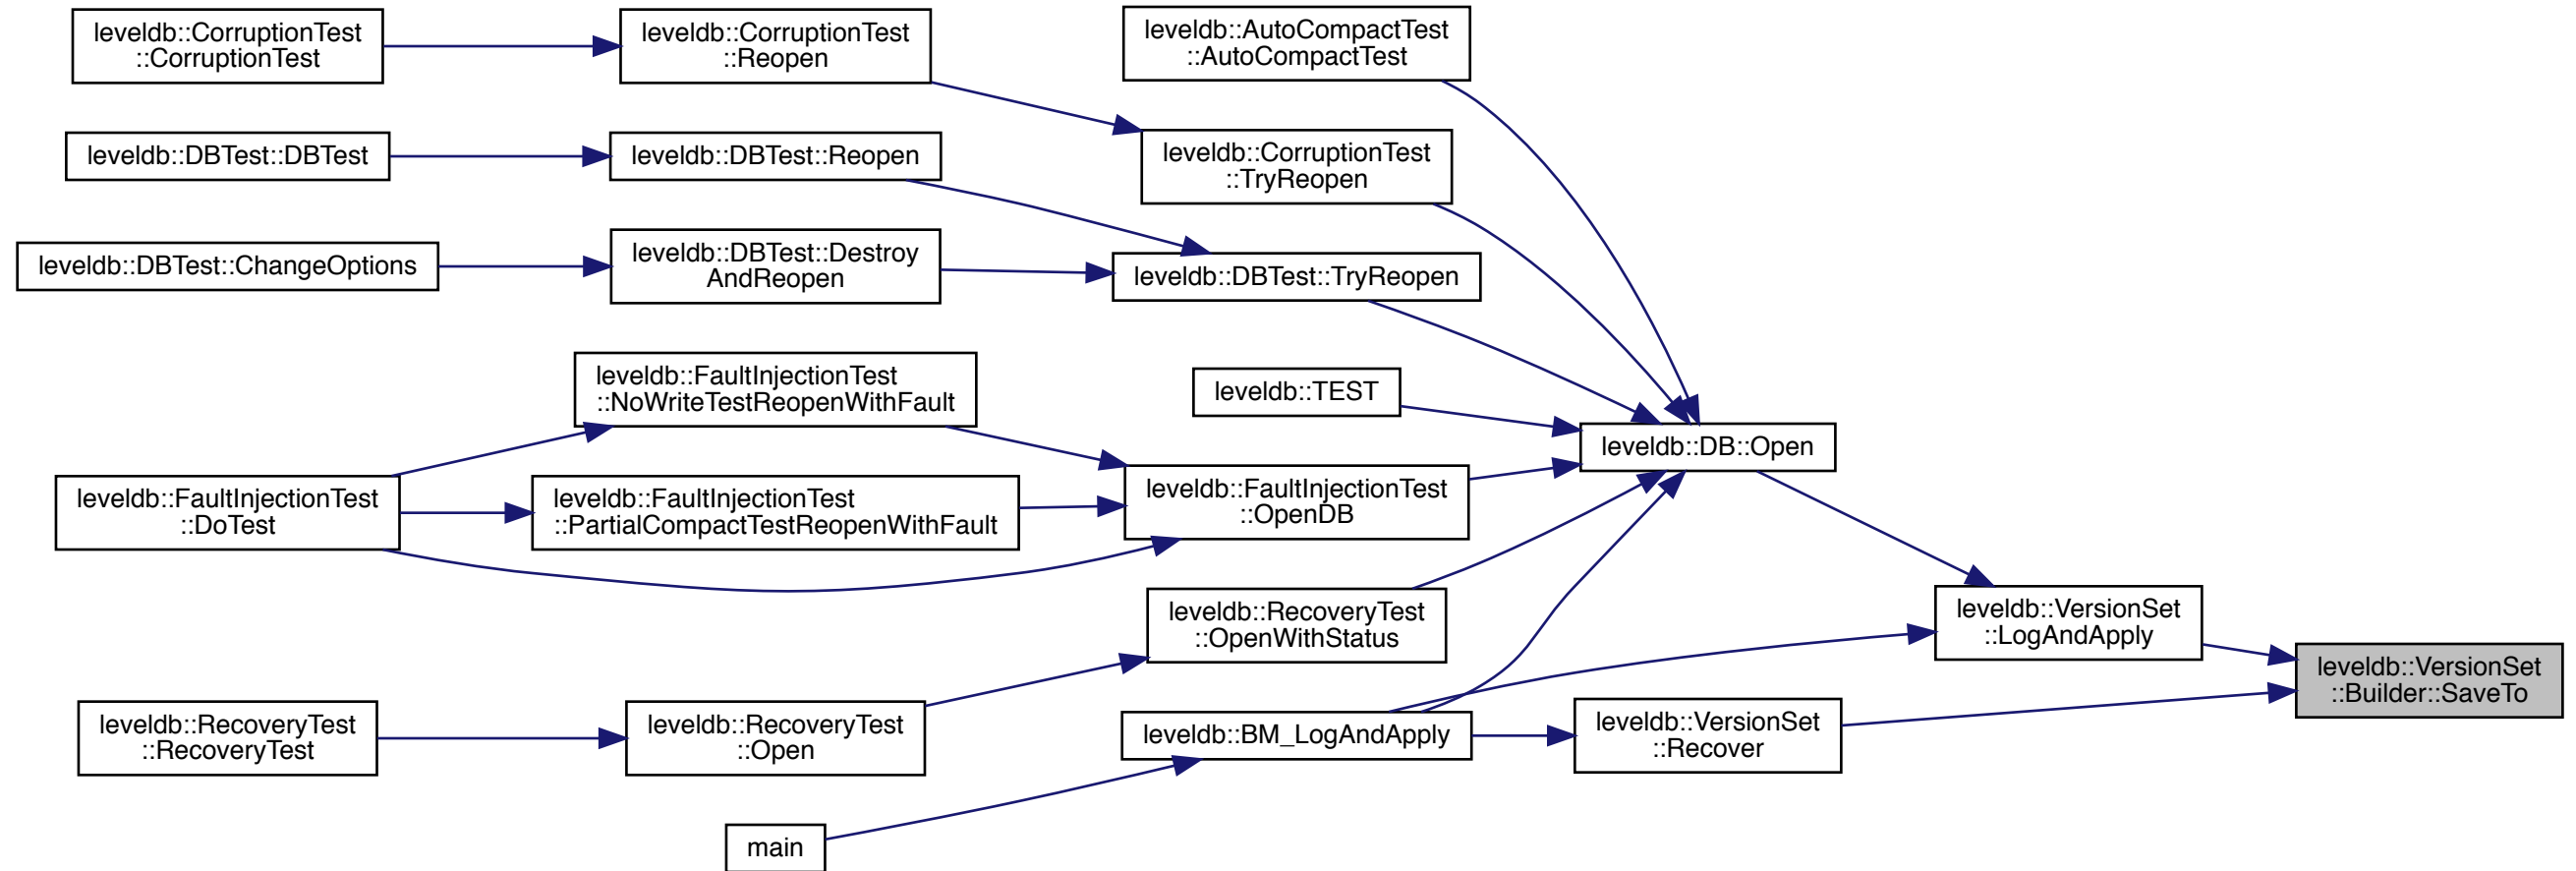 leveldb::CorruptionTest
::CorruptionTest
leveldb::CorruptionTest
::Reopen
leveldb::AutoCompactTest
::AutoCompactTest
leveldb::DBTest::DBTest
leveldb::DBTest::Reopen
leveldb::CorruptionTest
::TryReopen
leveldb::DBTest::ChangeOptions
leveldb::DBTest::Destroy
AndReopen
leveldb::DBTest::TryReopen
leveldb::FaultInjectionTest
::NoWriteTestReopenWithFault
leveldb::TEST
leveldb::DB::Open
leveldb::FaultInjectionTest
::DoTest
leveldb::FaultInjectionTest
::PartialCompactTestReopenWithFault
leveldb::FaultInjectionTest
::OpenDB
leveldb::RecoveryTest
::OpenWithStatus
leveldb::VersionSet
::LogAndApply
leveldb::VersionSet
::Builder::SaveTo
leveldb::RecoveryTest
::RecoveryTest
leveldb::RecoveryTest
::Open
leveldb::BM_LogAndApply
leveldb::VersionSet
::Recover
main